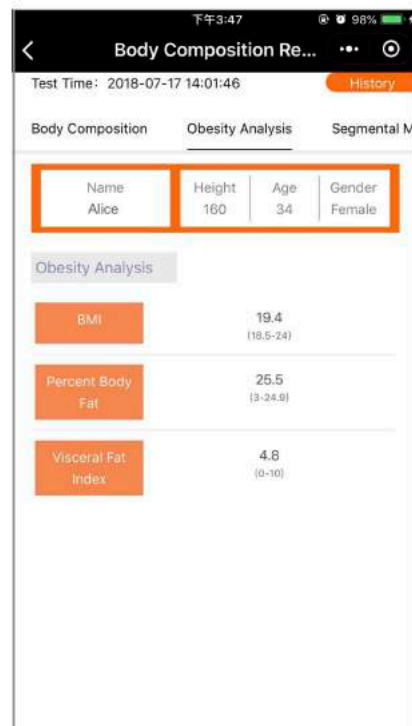 下午3:47
98%
Body Composition Re...
Test Time: 2018-07-17 14:01:46
History
Body Composition Obesity Analysis Segmental M
Name Height Age Gender
Alice 160 34 Female
Obesity Analysis
BMI 19.4
(18.5-24)
Percent Body Fat 25.5
(3-24.9)
Visceral Fat Index 4.8
(0-10)